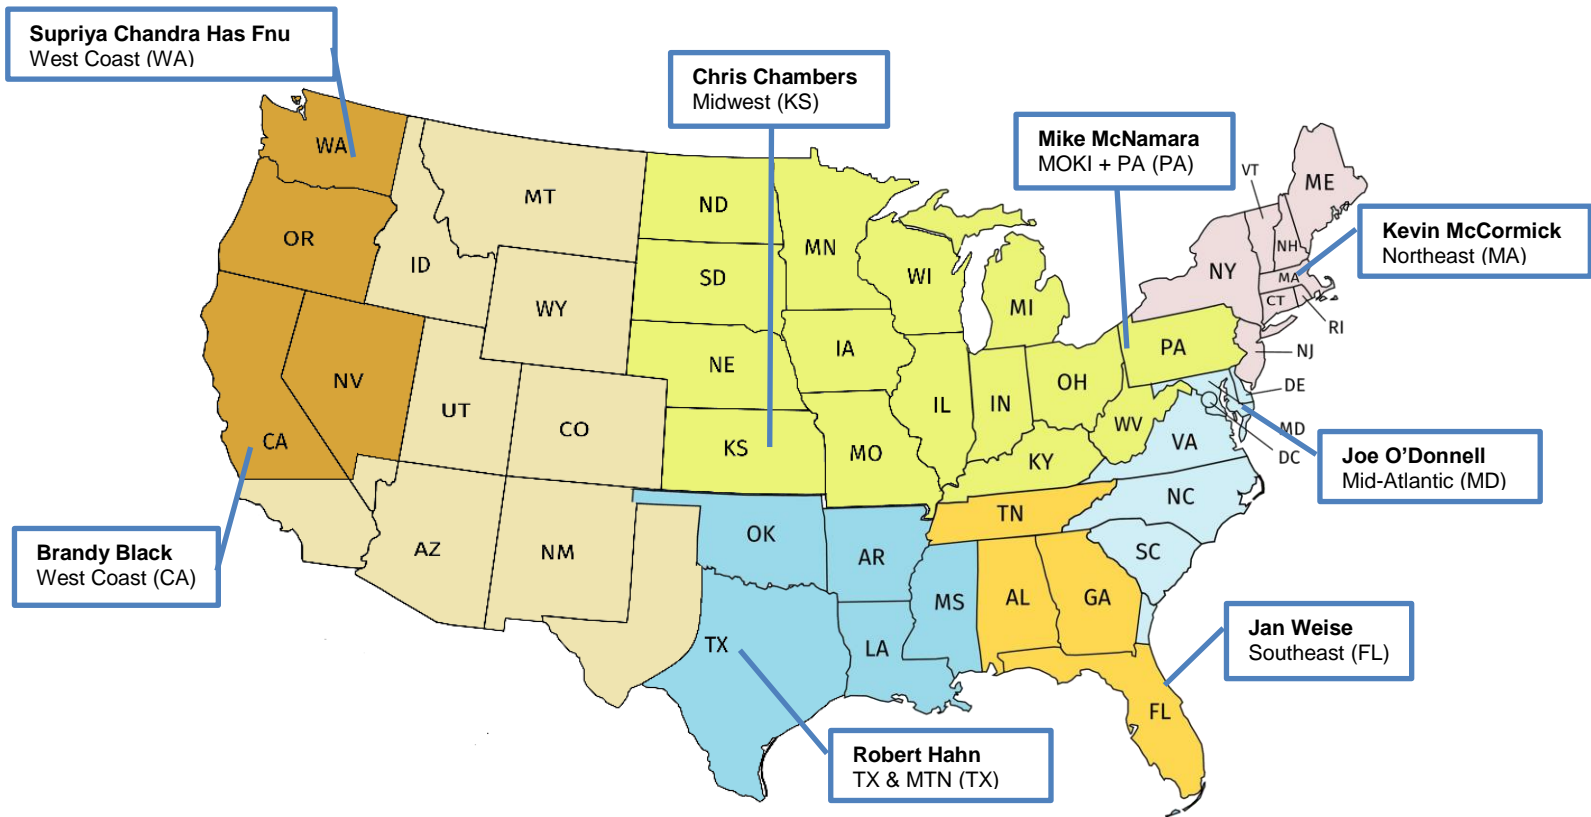 Supriya Chandra Has Fnu
West Coast (WA)
Chris Chambers
Midwest (KS)
Mike McNamara
MOKI + PA (PA)
Kevin McCormick
Northeast (MA)
Joe O’Donnell
Mid-Atlantic (MD)
Jan Weise
Southeast (FL)
Robert Hahn
TX & MTN (TX)
Brandy Black
West Coast (CA)
WA
OR
CA
NV
ID
MT
WY
UT
CO
AZ
NM
ND
SD
NE
KS
MN
IA
MO
WI
IL
MI
IN
OH
KY
WV
PA
NY
VT
NH
ME
MA
CT
RI
NJ
DE
MD
DC
VA
NC
SC
TN
AL
GA
FL
MS
AR
LA
OK
TX